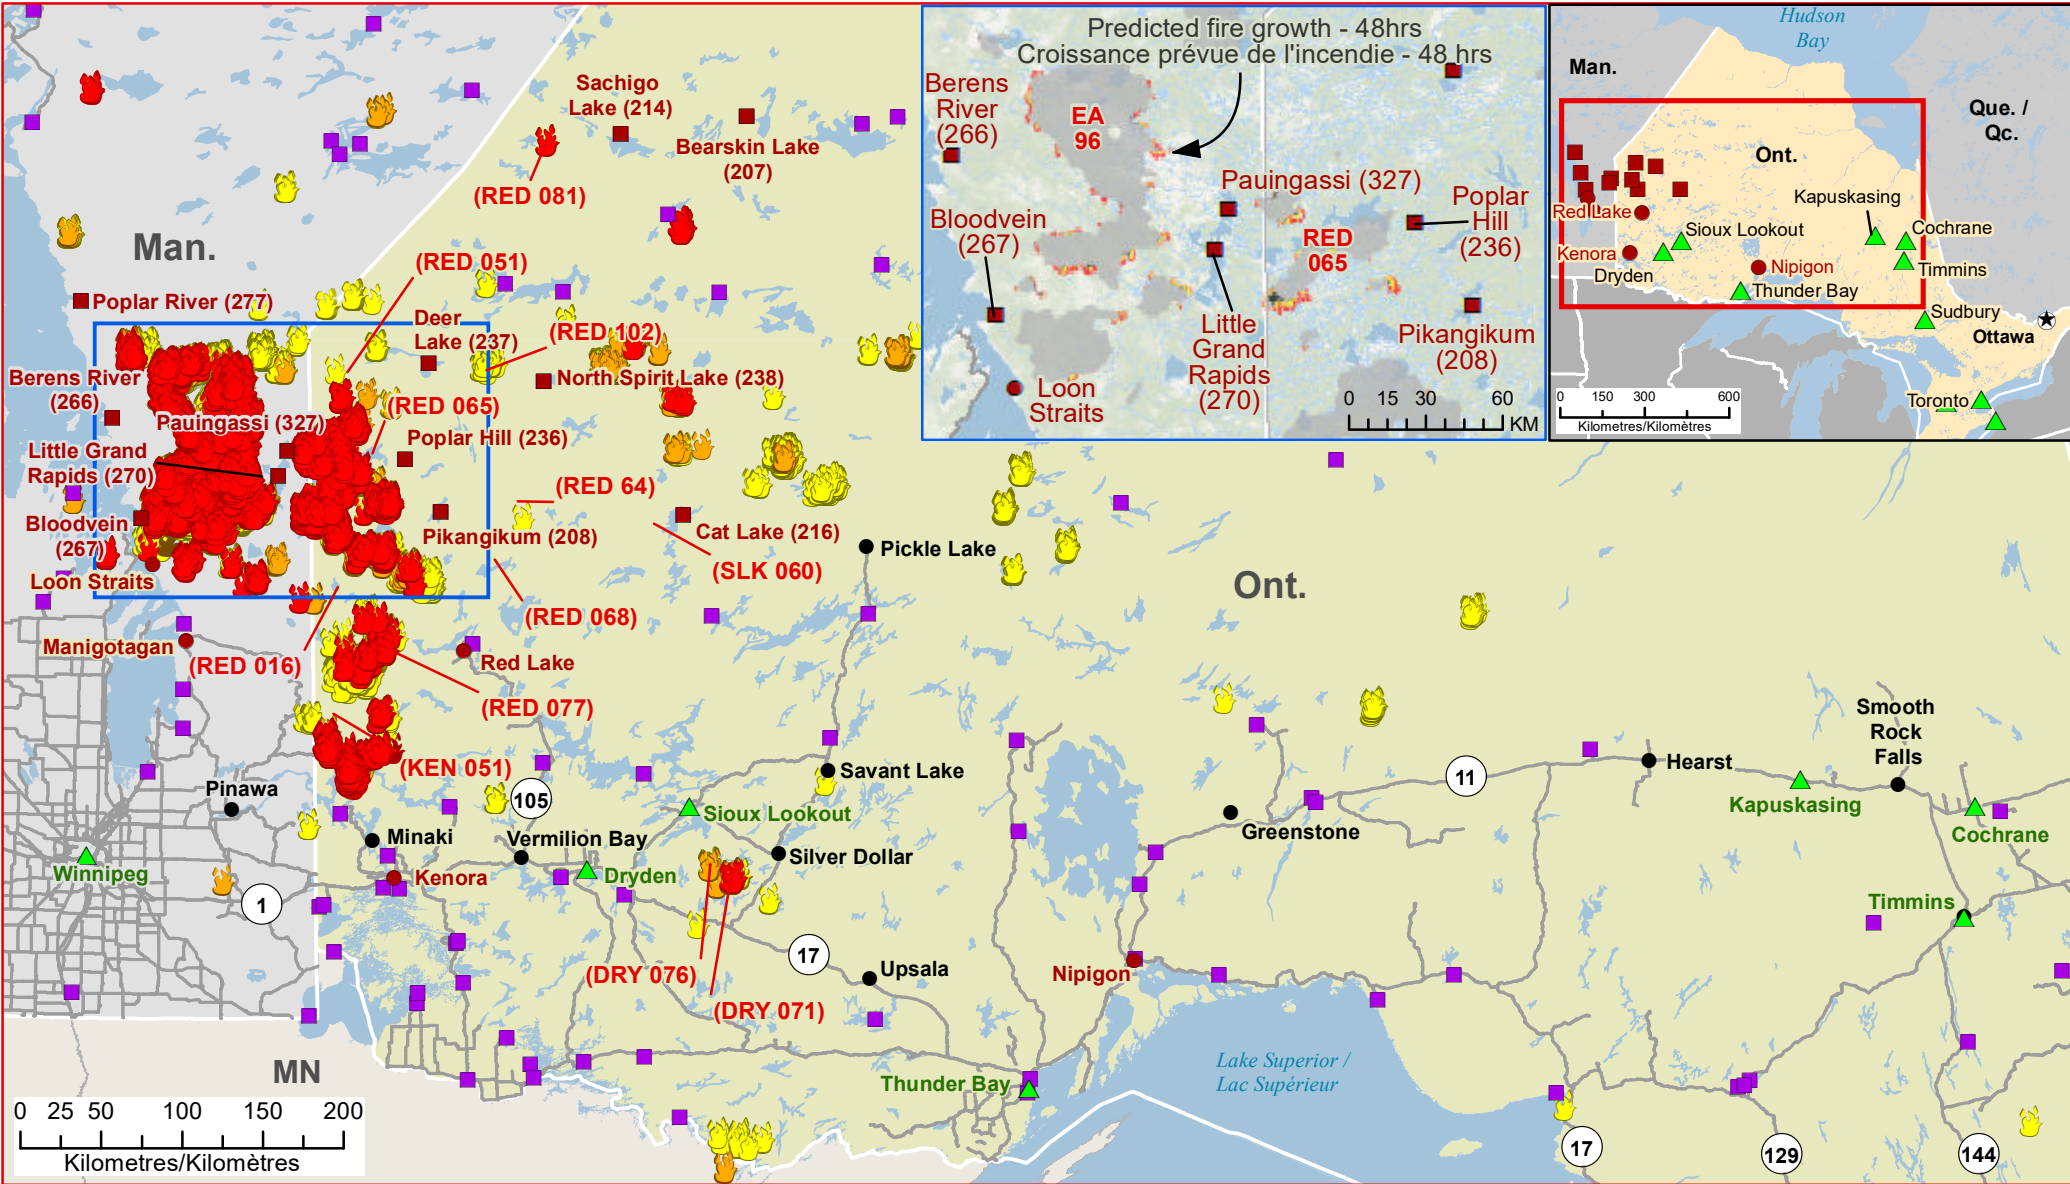 Man.
Sachigo
Lake (214)
Bearskin Lake
(207)
(RED 081)
(RED 051)
Poplar River (277)
Deer
Lake (237)
(RED 102)
Berens River
(266)
North Spirit Lake (238)
(RED 065)
Pauingassi (327)
Poplar Hill (236)
Little Grand
Rapids (270)
(RED 64)
Bloodvein
(267)
Pikangikum (208)
Cat Lake (216)
(SLK 060)
Loon Straits
(RED 068)
Pickle Lake
Ont.
Manigotagan
(RED 016)
Red Lake
(RED 077)
(KEN 051)
Pinawa
105
Savant Lake
Sioux Lookout
Minaki
Vermilion Bay
Silver Dollar
Winnipeg
Kenora
Dryden
1
17
(DRY 076)
(DRY 071)
Upsala
Nipigon
Greenstone
11
Hearst
Smooth
Rock
Falls
Kapuskasing
Cochrane
Timmins
MN
Thunder Bay
Lake Superior /
Lac Supérieur
17
129
144
0 25 50 100 150 200
Kilometres/Kilomètres
Predicted fire growth - 48hrs
Croissance prévue de l'incendie - 48 hrs
Berens
River
(266)
EA
96
Pauingassi (327)
Poplar
Hill
(236)
Bloodvein
(267)
RED
065
Little
Grand
Rapids
(270)
Pikangikum
(208)
Loon
Straits
0 15 30 60
KM
Hudson
Bay
Man.
Que. /
Qc.
Ont.
Kapuskasing
Red Lake
Sioux Lookout
Cochrane
Kenora
Dryden
Nipigon
Timmins
Thunder Bay
Sudbury
Ottawa
Toronto
0 150 300 600
Kilometres/Kilomètres